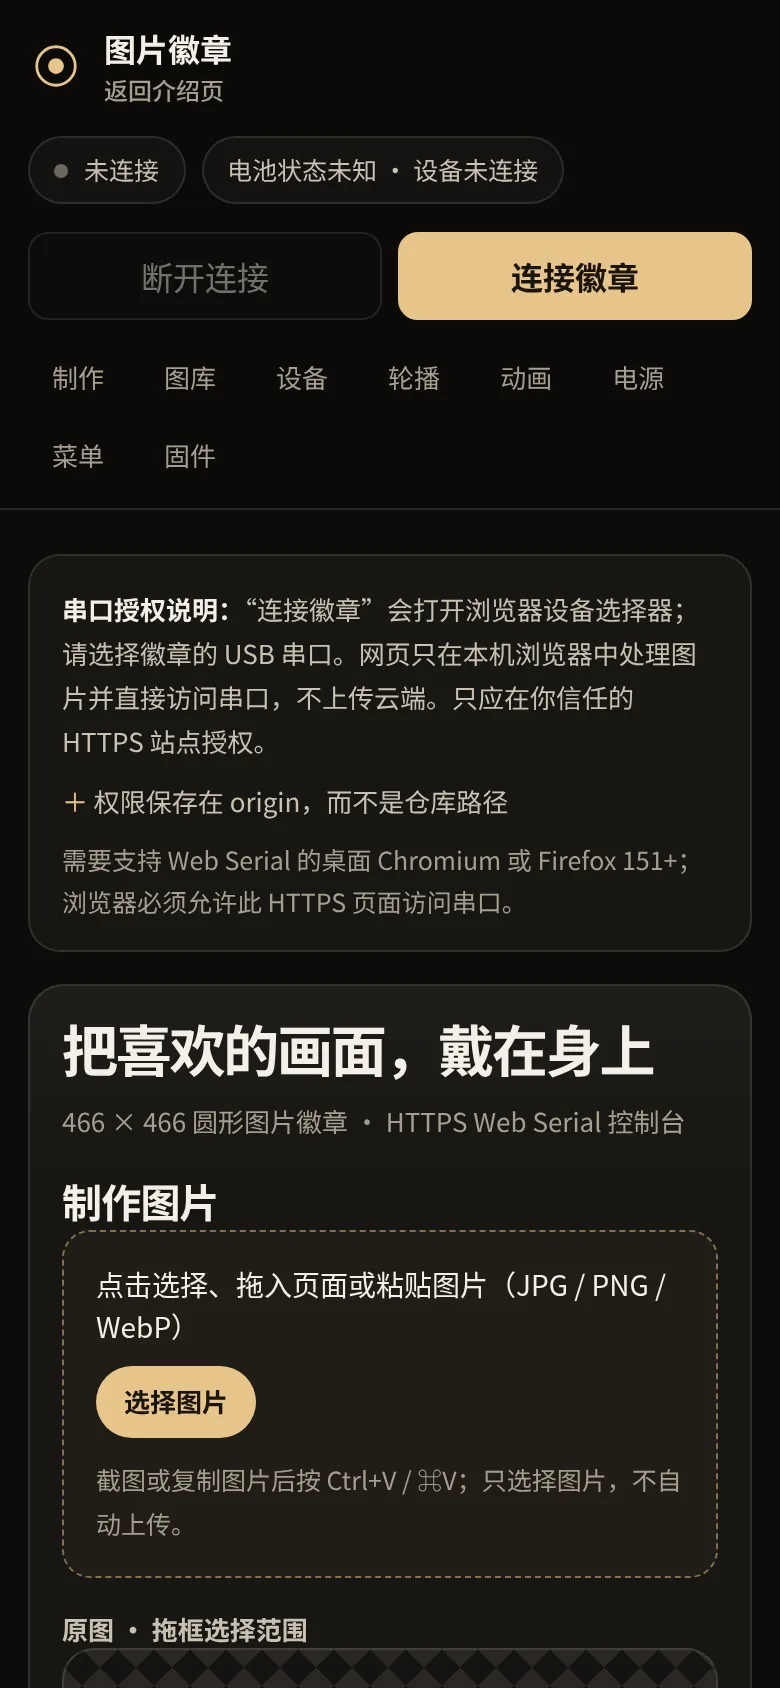 图片徽章
返回介绍页
未连接
电池状态未知 · 设备未连接
断开连接
连接徽章
制作 图库 设备 轮播 动画 电源
菜单 固件
串口授权说明：“连接徽章”会打开浏览器设备选择器；
请选择徽章的 USB 串口。网页只在本机浏览器中处理图
片并直接访问串口，不上传云端。只应在你信任的
HTTPS 站点授权。
＋ 权限保存在 origin，而不是仓库路径
需要支持 Web Serial 的桌面 Chromium 或 Firefox 151+；
浏览器必须允许此 HTTPS 页面访问串口。
把喜欢的画面，戴在身上
466 × 466 圆形图片徽章 · HTTPS Web Serial 控制台
制作图片
点击选择、拖入页面或粘贴图片（JPG / PNG /
WebP）
选择图片
截图或复制图片后按 Ctrl+V / ⌘V；只选择图片，不自
动上传。
原图 · 拖框选择范围